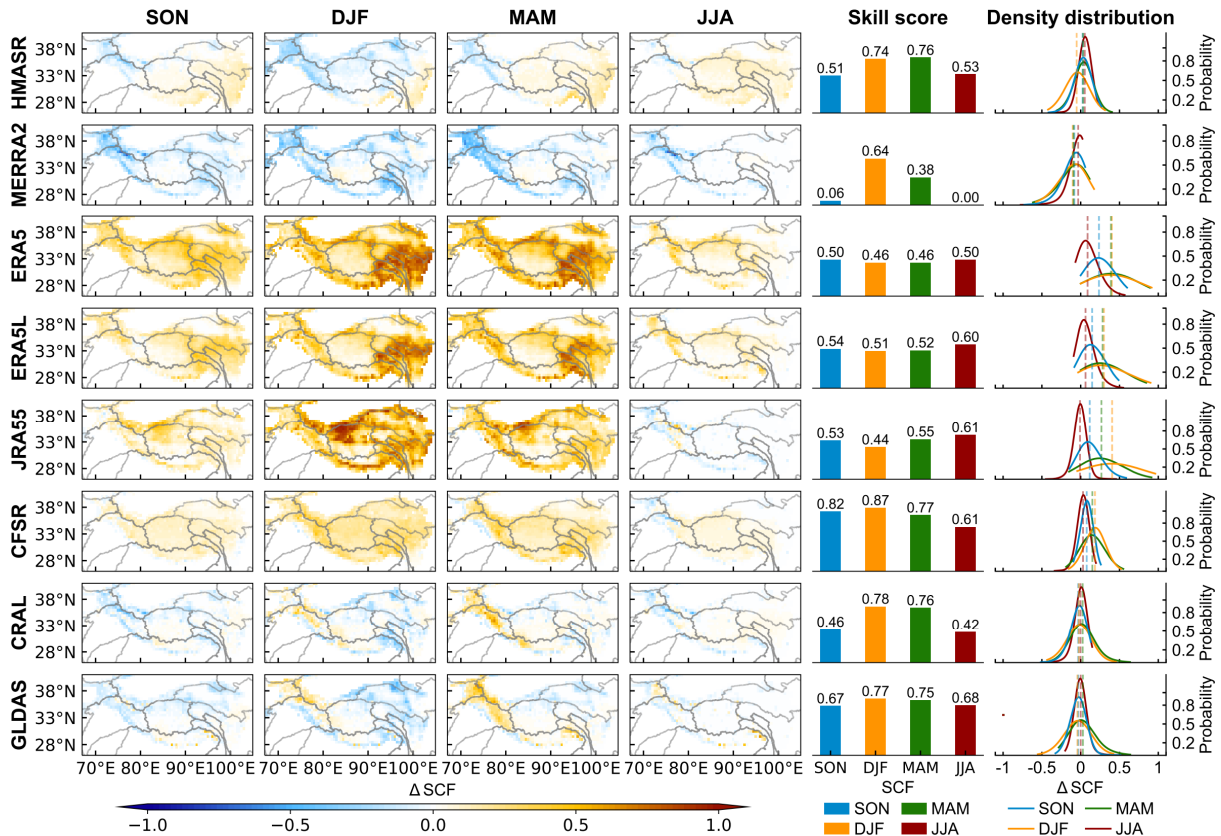 SON DJF MAM JJA Skill score Density distribution
HMASR
38°N
33°N
28°N
0.51 0.74 0.76 0.53
0.8
0.5
0.2
Probability
MERRA2
38°N
33°N
28°N
0.06 0.64 0.38 0.00
0.8
0.5
0.2
Probability
ERA5
38°N
33°N
28°N
0.50 0.46 0.46 0.50
0.8
0.5
0.2
Probability
ERA5L
38°N
33°N
28°N
0.54 0.51 0.52 0.60
0.8
0.5
0.2
Probability
JRA55
38°N
33°N
28°N
0.53 0.44 0.55 0.61
0.8
0.5
0.2
Probability
CFSR
38°N
33°N
28°N
0.82 0.87 0.77 0.61
0.8
0.5
0.2
Probability
CRAL
38°N
33°N
28°N
0.46 0.78 0.76 0.42
0.8
0.5
0.2
Probability
GLDAS
38°N
33°N
28°N
0.67 0.77 0.75 0.68
0.8
0.5
0.2
Probability
70°E 80°E 90°E100°E 70°E 80°E 90°E100°E 70°E 80°E 90°E100°E 70°E 80°E 90°E100°E SON DJF MAM JJA -1 -0.5 0 0.5 1
Δ SCF SCF Δ SCF
−1.0 −0.5 0.0 0.5 1.0
SON MAM
DJF JJA
SON MAM
DJF JJA